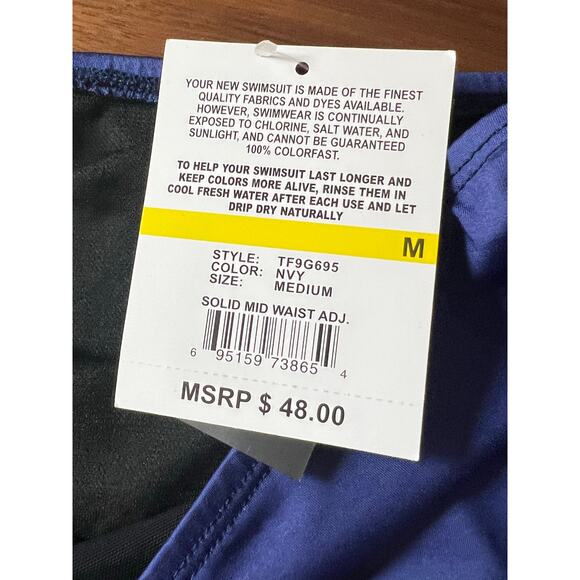 YOUR NEW SWIMSUIT IS MADE OF THE FINEST
QUALITY FABRICS AND DYES AVAILABLE.
HOWEVER, SWIMWEAR IS CONTINUALLY
EXPOSED TO CHLORINE, SALT WATER, AND
SUNLIGHT, AND CANNOT BE GUARANTEED
100% COLORFAST.
TO HELP YOUR SWIMSUIT LAST LONGER AND
KEEP COLORS MORE ALIVE, RINSE THEM IN
COOL FRESH WATER AFTER EACH USE AND LET
DRIP DRY NATURALLY
M
STYLE: TF9G695
COLOR: NVY
SIZE: MEDIUM
SOLID MID WAIST ADJ.
6 95159 73865 4
MSRP $ 48.00